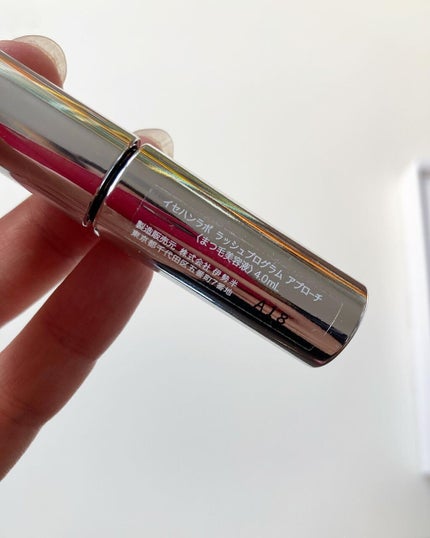 イセハンラボ ラッシュプログラム アプローチ
〈まつ毛美容液〉4.0mL
製造販売元 株式会社 伊勢半
東京都千代田区五番町7番地
A18